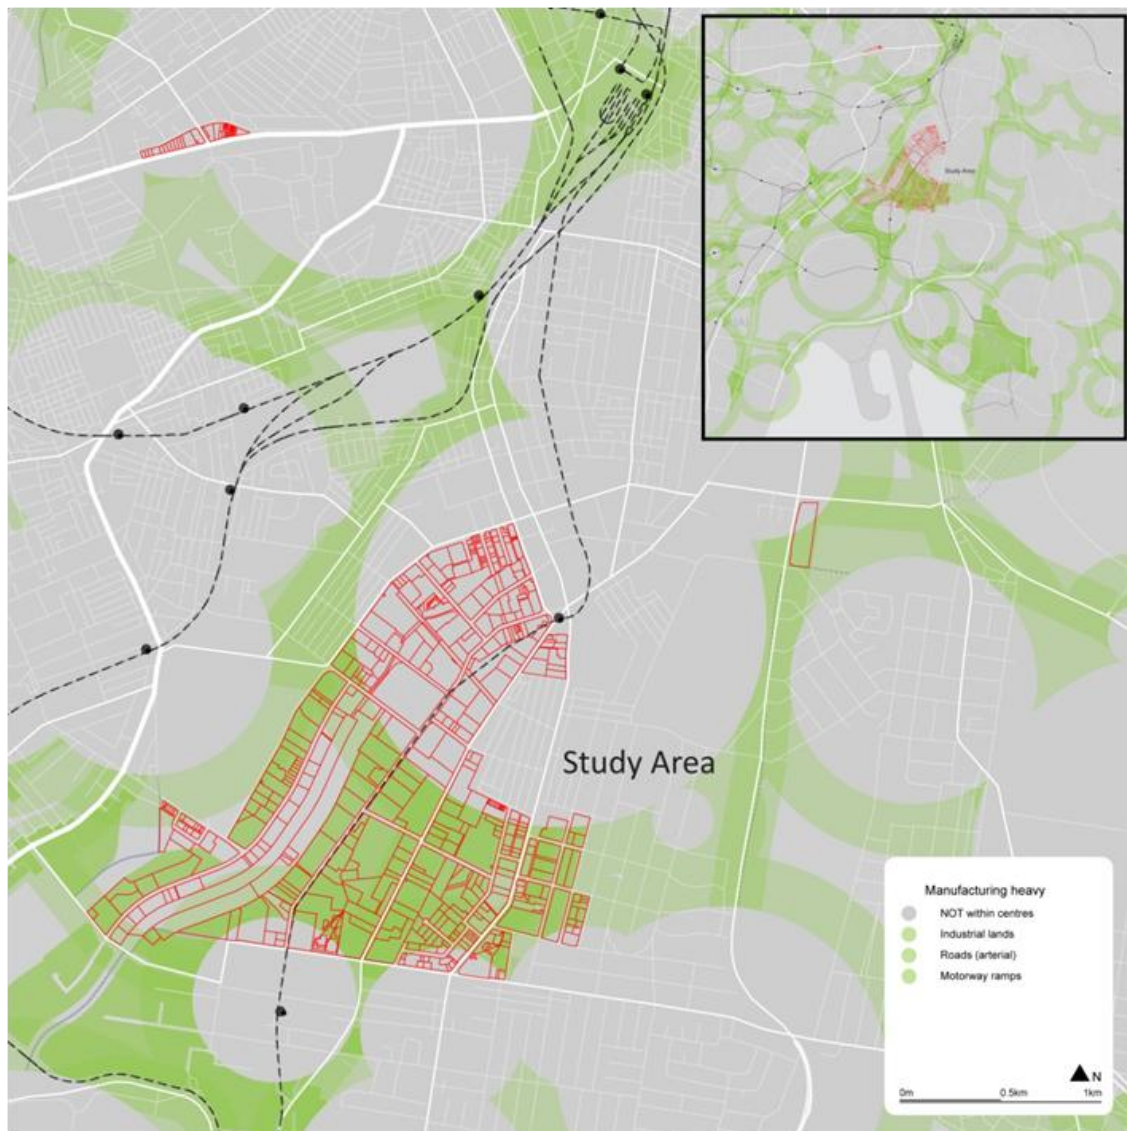 Study Area
Study Area
Manufacturing heavy
NOT within centres
Industrial lands
Roads (arterial)
Motorway ramps
N
0m 0.5km 1km